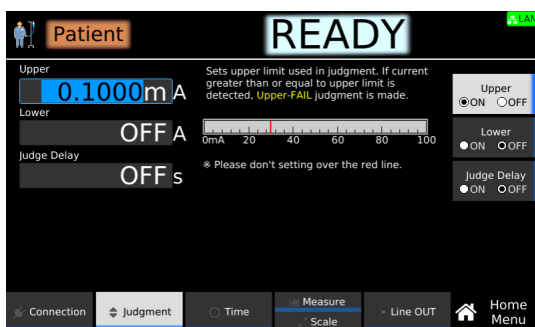 Patient
READY
LAN
Upper
0.1000m A
Lower
OFF A
Judge Delay
OFF s
Sets upper limit used in judgment. If current
greater than or equal to upper limit is
detected, Upper-FAIL judgment is made.
0mA 20 40 60 80 100
※ Please don't setting over the red line.
Upper
ON OFF
Lower
ON OFF
Judge Delay
ON OFF
Connection
Judgment
Time
Measure
Scale
Line OUT
Home
Menu